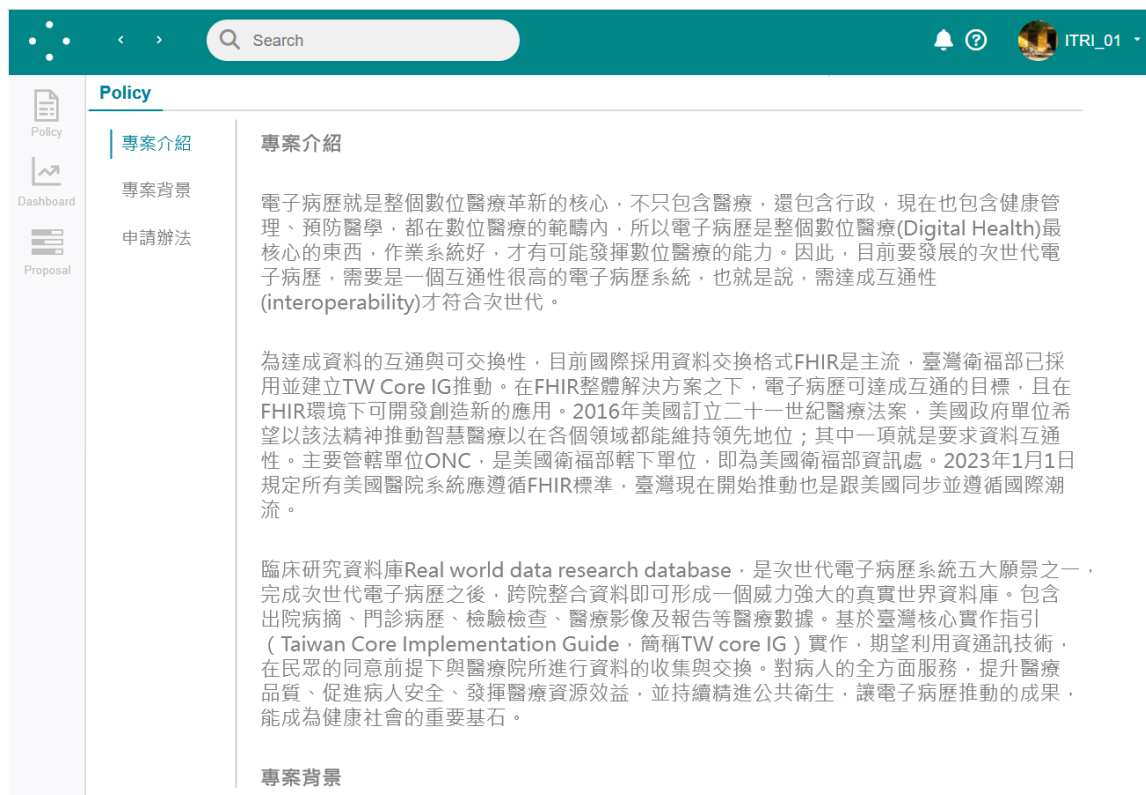 Search
ITRI_01
Policy
Policy
Dashboard
Proposal
專案介紹
專案背景
申請辦法
專案介紹
電子病歷就是整個數位醫療革新的核心，不只包含醫療，還包含行政，現在也包含健康管
理、預防醫學，都在數位醫療的範疇內，所以電子病歷是整個數位醫療(Digital Health)最
核心的東西，作業系統好，才有可能發揮數位醫療的能力。因此，目前要發展的次世代電
子病歷，需要是一個互通性很高的電子病歷系統，也就是說，需達成互通性
(interoperability)才符合次世代。
為達成資料的互通與可交換性，目前國際採用資料交換格式FHIR是主流，臺灣衛福部已採
用並建立TW Core IG推動。在FHIR整體解決方案之下，電子病歷可達成互通的目標，且在
FHIR環境下可開發創造新的應用。2016年美國訂立二十一世紀醫療法案，美國政府單位希
望以該法精神推動智慧醫療以在各個領域都能維持領先地位；其中一項就是要求資料互通
性。主要管轄單位ONC，是美國衛福部轄下單位，即為美國衛福部資訊處。2023年1月1日
規定所有美國醫院系統應遵循FHIR標準，臺灣現在開始推動也是跟美國同步並遵循國際潮
流。
臨床研究資料庫Real world data research database，是次世代電子病歷系統五大願景之一，
完成次世代電子病歷之後，跨院整合資料即可形成一個威力強大的真實世界資料庫。包含
出院病摘、門診病歷、檢驗檢查、醫療影像及報告等醫療數據。基於臺灣核心實作指引
（Taiwan Core Implementation Guide，簡稱TW core IG）實作，期望利用資通訊技術，
在民眾的同意前提下與醫療院所進行資料的收集與交換。對病人的全方面服務，提升醫療
品質、促進病人安全、發揮醫療資源效益，並持續精進公共衛生，讓電子病歷推動的成果，
能成為健康社會的重要基石。
專案背景